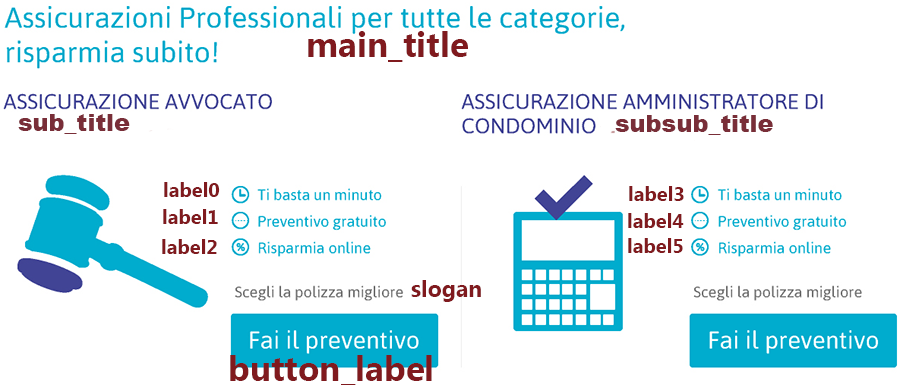 Assicurazioni Professionali per tutte le categorie,
risparmia subito! main_title
ASSICURAZIONE AVVOCATO
sub_title
label0 Ti basta un minuto
label1 Preventivo gratuito
label2 % Risparmia online
Scegli la polizza migliore slogan
Fai il preventivo
button_label
ASSICURAZIONE AMMINISTRATORE DI
CONDOMINIO subsub_title
label3 Ti basta un minuto
label4 Preventivo gratuito
label5 % Risparmia online
Scegli la polizza migliore
Fai il preventivo